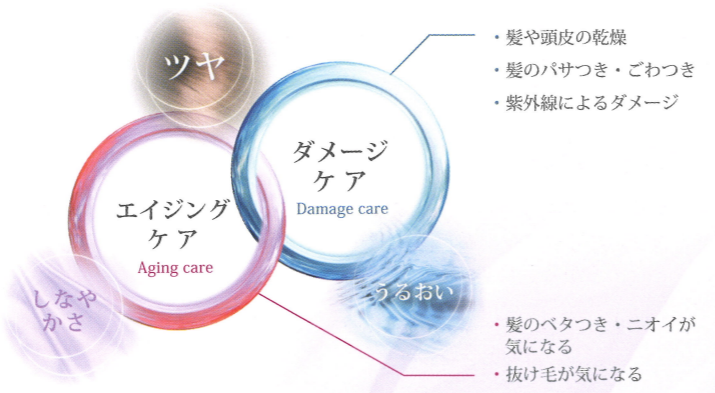 ツヤ
・髪や頭皮の乾燥
・髪のパサつき・ごわつき
・紫外線によるダメージ
ダメージ
ケア
Damage care
エイジング
ケア
Aging care
しなや
かさ
うるおい
・髪のベタつき・ニオイが
気になる
・抜け毛が気になる